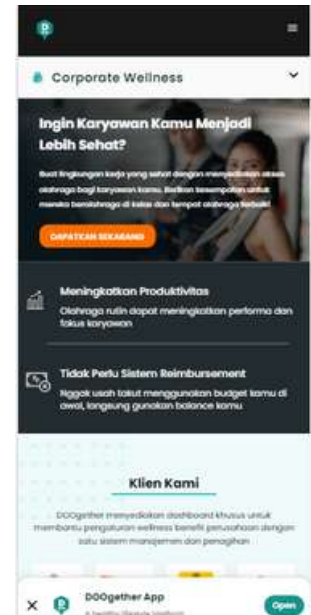 Corporate Wellness
Ingin Karyawan Kamu Menjadi
Lebih Sehat?
Buat lingkungan kerja yang sehat dengan menyediakan akses
olahraga bagi karyawan kamu. Berikan kesempatan untuk
mereka berolahraga di kelas dan tempat olahraga terbaik!
DAPATKAN SEKARANG
Meningkatkan Produktivitas
Olahraga rutin dapat meningkatkan performa dan
fokus karyawan
Tidak Perlu Sistem Reimbursement
Nggak usah takut menggunakan budget kamu di
awal, langsung gunakan balance kamu
Klien Kami
DOOgether menyediakan dashboard khusus untuk
membantu pengaturan wellness benefit perusahaan dengan
satu sistem manajemen dan penagihan
DOOgether App
A healthy lifestyle platform
Open